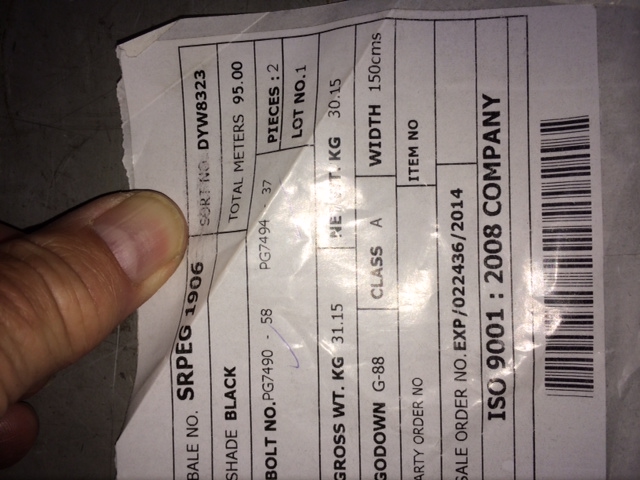 BALE NO. SRPEG 1906
SORT NO. DYW8323
SHADE BLACK
TOTAL METERS 95.00
BOLT NO.PG7490 - 58 PG7494 - 37
PIECES : 2
LOT NO.1
GROSS WT. KG 31.15
NET WT. KG 30.15
GODOWN G-88
CLASS A
WIDTH 150cms
ARTY ORDER NO
ITEM NO
SALE ORDER NO.EXP/022436/2014
ISO 9001 : 2008 COMPANY